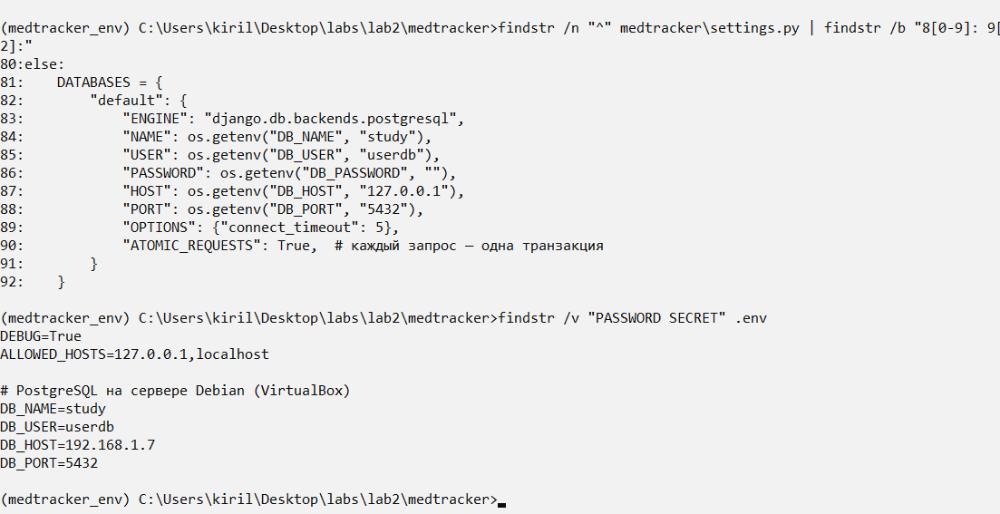 (medtracker_env) C:\Users\kiril\Desktop\labs\lab2\medtracker>findstr /n "^" medtracker\settings.py | findstr /b "8[0-9]: 9[
2]:"
80:else:
81:    DATABASES = {
82:        "default": {
83:            "ENGINE": "django.db.backends.postgresql",
84:            "NAME": os.getenv("DB_NAME", "study"),
85:            "USER": os.getenv("DB_USER", "userdb"),
86:            "PASSWORD": os.getenv("DB_PASSWORD", ""),
87:            "HOST": os.getenv("DB_HOST", "127.0.0.1"),
88:            "PORT": os.getenv("DB_PORT", "5432"),
89:            "OPTIONS": {"connect_timeout": 5},
90:            "ATOMIC_REQUESTS": True,  # каждый запрос — одна транзакция
91:        }
92:    }
(medtracker_env) C:\Users\kiril\Desktop\labs\lab2\medtracker>findstr /v "PASSWORD SECRET" .env
DEBUG=True
ALLOWED_HOSTS=127.0.0.1,localhost
# PostgreSQL на сервере Debian (VirtualBox)
DB_NAME=study
DB_USER=userdb
DB_HOST=192.168.1.7
DB_PORT=5432
(medtracker_env) C:\Users\kiril\Desktop\labs\lab2\medtracker>